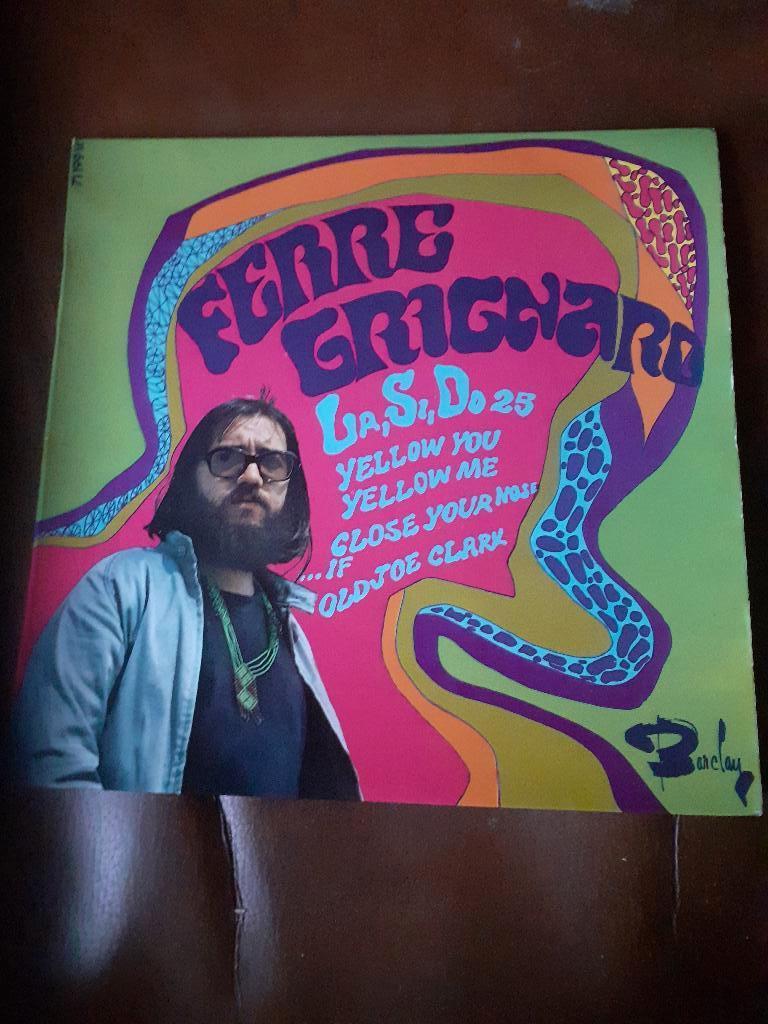 FERRE
GRIGNARD
La, Si, Do 25
YELLOW YOU
YELLOW ME
CLOSE YOUR NOSE
...IF
OLD JOE CLARK
Barclay